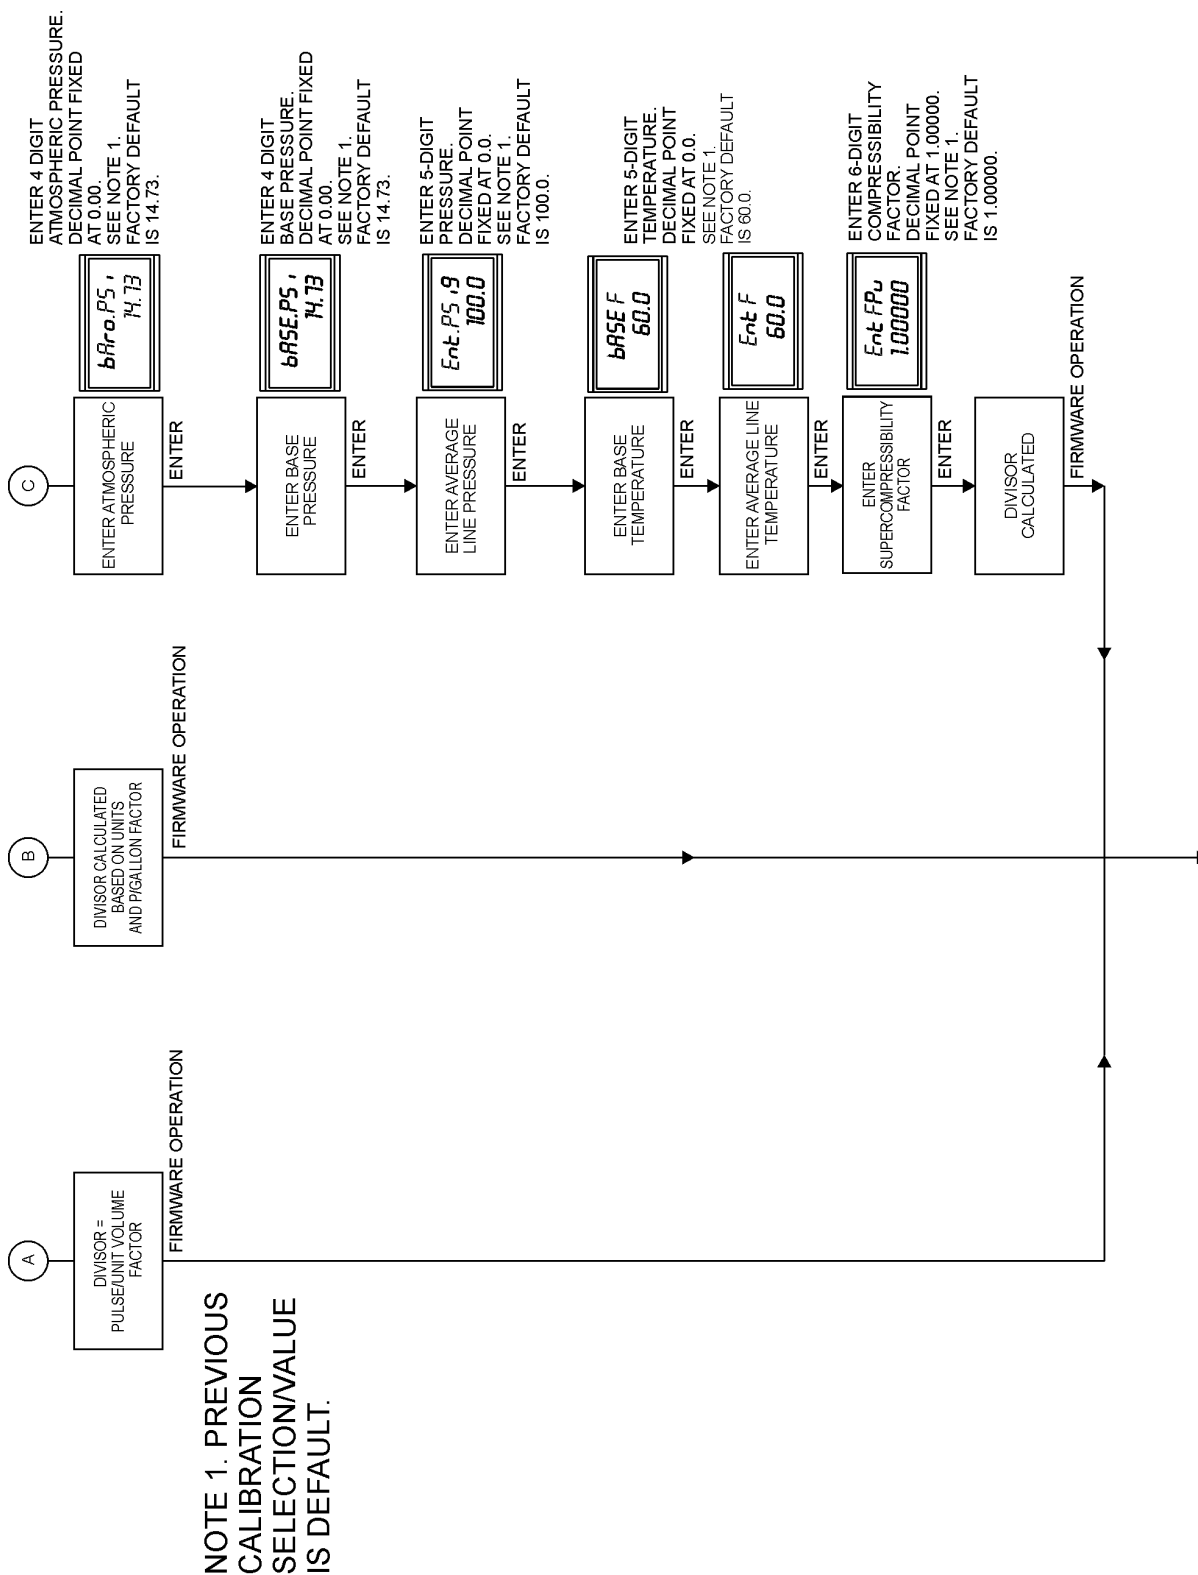 A
DIVISOR =
PULSE/UNIT VOLUME
FACTOR
FIRMWARE OPERATION
NOTE 1. PREVIOUS
CALIBRATION
SELECTION/VALUE
IS DEFAULT.
B
DIVISOR CALCULATED
BASED ON UNITS
AND P/GALLON FACTOR
FIRMWARE OPERATION
C
ENTER ATMOSPHERIC
PRESSURE
ENTER
bAro.PSi
14.73
ENTER 4 DIGIT
ATMOSPHERIC PRESSURE.
DECIMAL POINT FIXED
AT 0.00.
SEE NOTE 1.
FACTORY DEFAULT
IS 14.73.
ENTER BASE
PRESSURE
ENTER
bASE.PSi
14.73
ENTER 4 DIGIT
BASE PRESSURE.
DECIMAL POINT FIXED
AT 0.00.
SEE NOTE 1.
FACTORY DEFAULT
IS 14.73.
ENTER AVERAGE
LINE PRESSURE
ENTER
Ent.PSig
100.0
ENTER 5-DIGIT
PRESSURE.
DECIMAL POINT
FIXED AT 0.0.
SEE NOTE 1.
FACTORY DEFAULT
IS 100.0.
ENTER BASE
TEMPERATURE
ENTER
bASE F
60.0
ENTER 5-DIGIT
TEMPERATURE.
DECIMAL POINT
FIXED AT 0.0.
SEE NOTE 1.
FACTORY DEFAULT
IS 60.0.
ENTER AVERAGE LINE
TEMPERATURE
ENTER
Ent F
60.0
ENTER
SUPERCOMPRESSIBILITY
FACTOR
ENTER
Ent FPu
1.00000
ENTER 6-DIGIT
COMPRESSIBILITY
FACTOR.
DECIMAL POINT
FIXED AT 1.00000.
SEE NOTE 1.
FACTORY DEFAULT
IS 1.00000.
DIVISOR
CALCULATED
FIRMWARE OPERATION